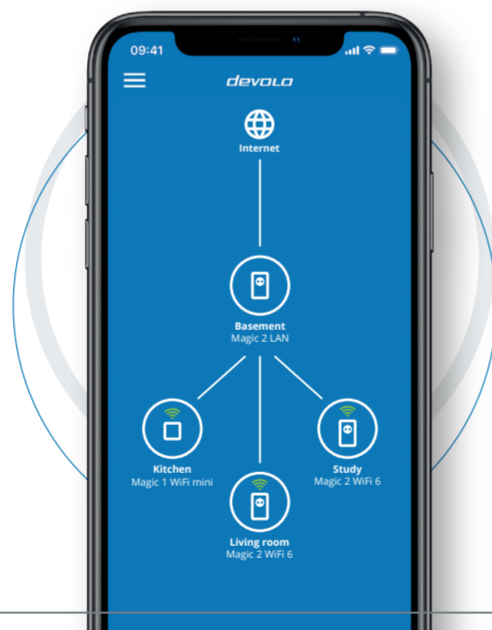 09:41
devolo
Internet
Basement
Magic 2 LAN
Kitchen
Magic 1 WiFi mini
Study
Magic 2 WiFi 6
Living room
Magic 2 WiFi 6